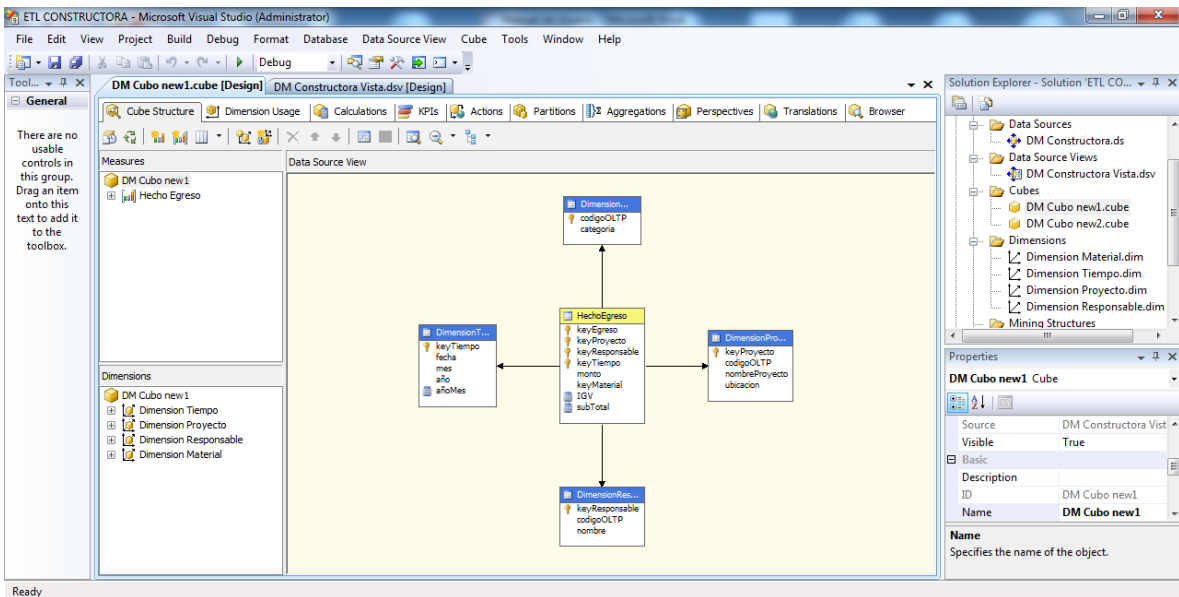 ETL CONSTRUCTORA - Microsoft Visual Studio (Administrator)
File Edit View Project Build Debug Format Database Data Source View Cube Tools Window Help
Debug
Tool...
General
There are no
usable
controls in
this group.
Drag an item
onto this
text to add it
to the
toolbox.
DM Cubo new1.cube [Design] DM Constructora Vista.dsv [Design]
Cube Structure Dimension Usage Calculations KPIs Actions Partitions Aggregations Perspectives Translations Browser
Measures
DM Cubo new1
Hecho Egreso
Dimensions
DM Cubo new1
Dimension Tiempo
Dimension Proyecto
Dimension Responsable
Dimension Material
Data Source View
Dimension...
codigoOLTP
categoria
DimensionT...
keyTiempo
fecha
mes
año
añoMes
HechoEgreso
keyEgreso
keyProyecto
keyResponsable
keyTiempo
monto
keyMaterial
IGV
subTotal
DimensionPro...
keyProyecto
codigoOLTP
nombreProyecto
ubicacion
DimensionRes...
keyResponsable
codigoOLTP
nombre
Solution Explorer - Solution 'ETL CO...
Data Sources
DM Constructora.ds
Data Source Views
DM Constructora Vista.dsv
Cubes
DM Cubo new1.cube
DM Cubo new2.cube
Dimensions
Dimension Material.dim
Dimension Tiempo.dim
Dimension Proyecto.dim
Dimension Responsable.dim
Mining Structures
Properties
DM Cubo new1 Cube
Source DM Constructora Vist
Visible True
Basic
Description
ID DM Cubo new1
Name DM Cubo new1
Name
Specifies the name of the object.
Ready